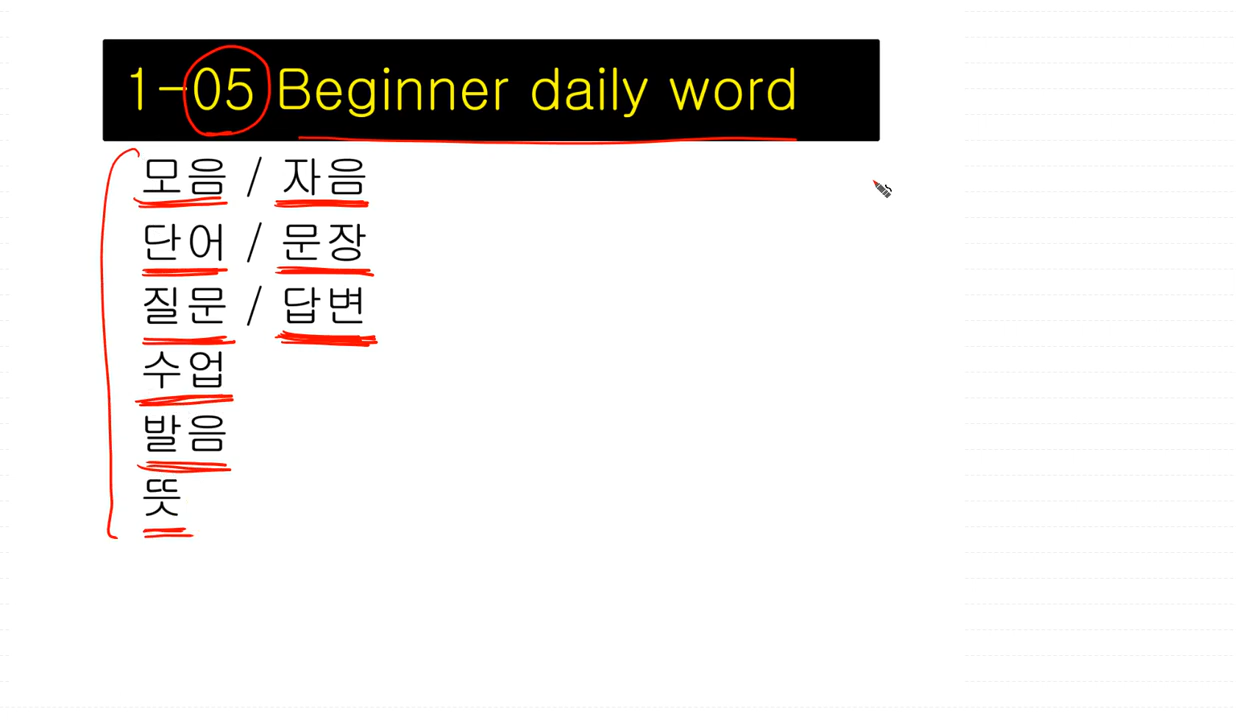 1-05 Beginner daily word
모음 / 자음
단어 / 문장
질문 / 답변
수업
발음
뜻